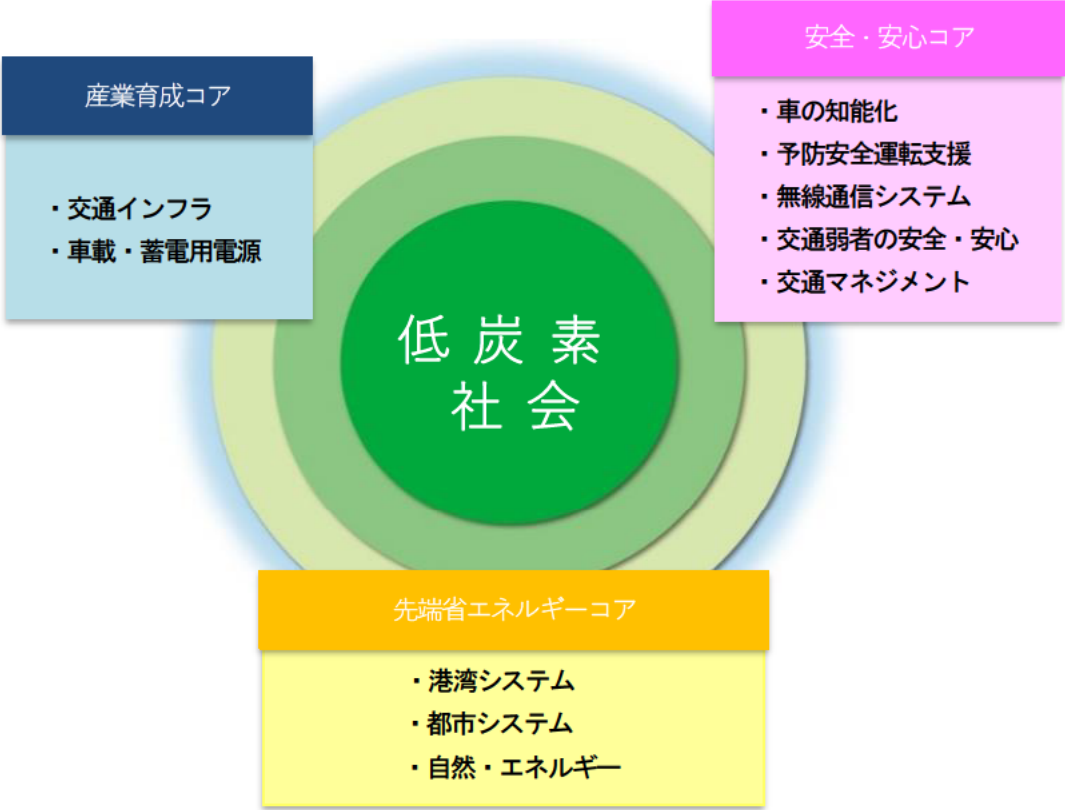 産業育成コア
・交通インフラ
・車載・蓄電用電源
安全・安心コア
・車の知能化
・予防安全運転支援
・無線通信システム
・交通弱者の安全・安心
・交通マネジメント
低炭素
社会
先端省エネルギーコア
・港湾システム
・都市システム
・自然・エネルギー